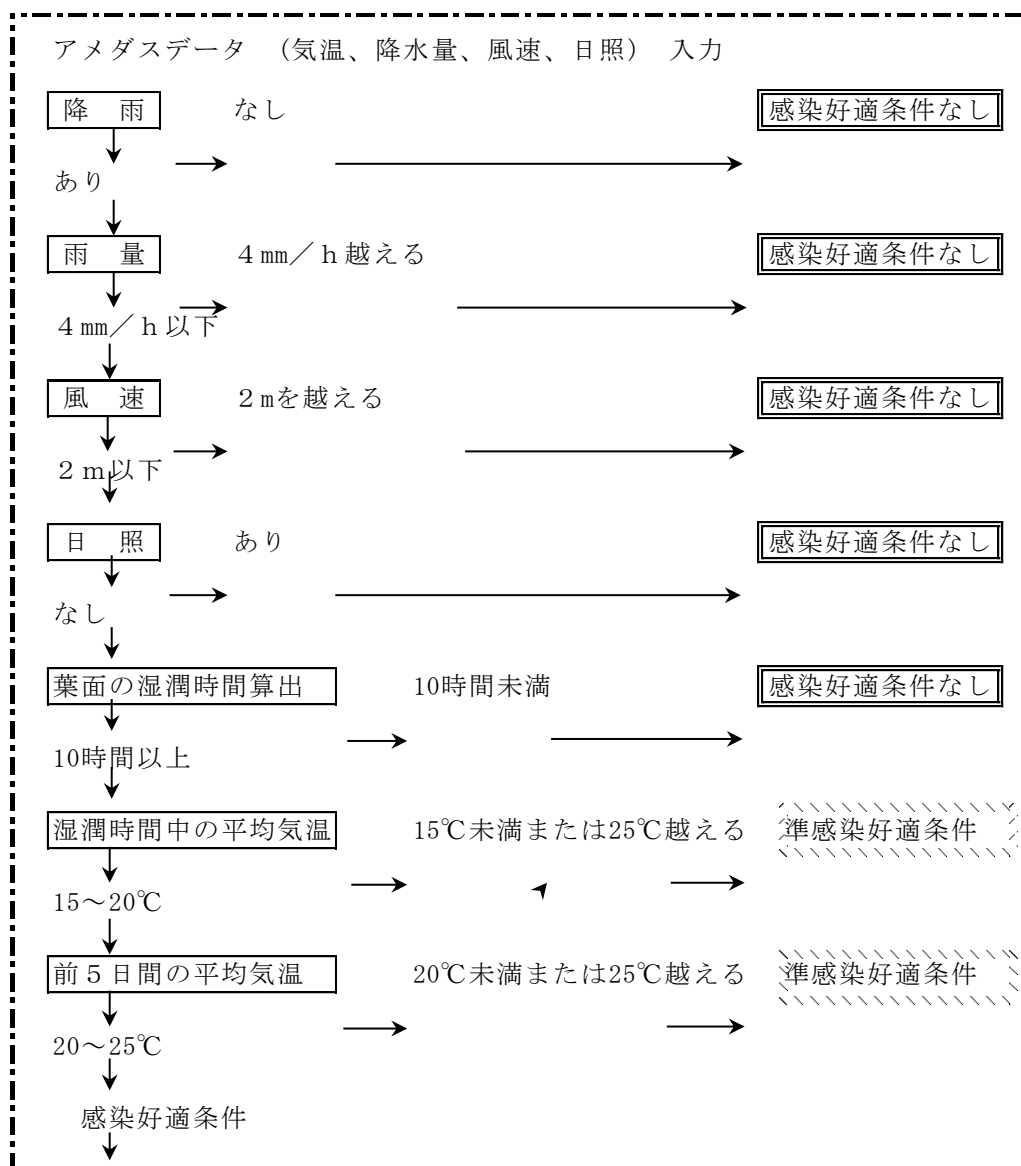 アメダスデータ (気温、降水量、風速、日照) 入力
降 雨 なし 感染好適条件なし
あり
雨 量 4㎜/h越える 感染好適条件なし
4㎜/h以下
風 速 2mを越える 感染好適条件なし
2m以下
日 照 あり 感染好適条件なし
なし
葉面の湿潤時間算出 10時間未満 感染好適条件なし
10時間以上
湿潤時間中の平均気温 15℃未満または25℃越える 準感染好適条件
15~20℃
前5日間の平均気温 20℃未満または25℃越える 準感染好適条件
20~25℃
感染好適条件